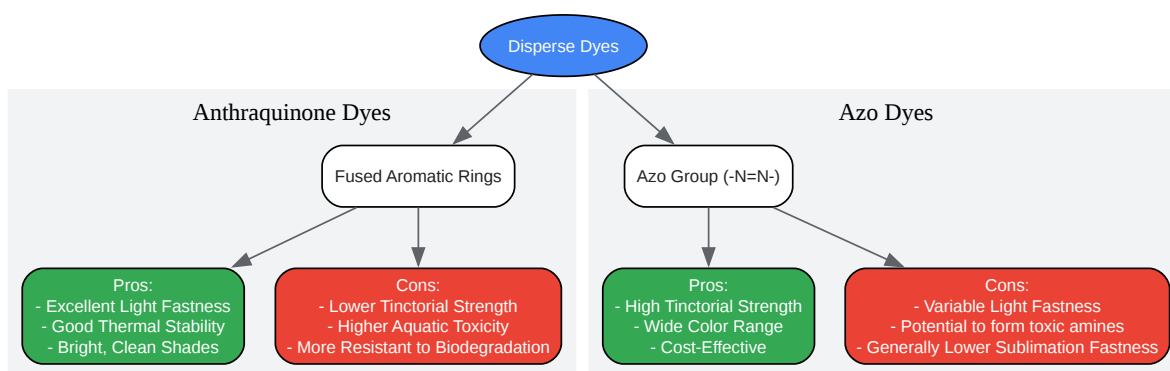 Disperse Dyes
Anthraquinone Dyes
Fused Aromatic Rings
Pros:
- Excellent Light Fastness
- Good Thermal Stability
- Bright, Clean Shades
Cons:
- Lower Tinctorial Strength
- Higher Aquatic Toxicity
- More Resistant to Biodegradation
Azo Dyes
Azo Group (-N=N-)
Pros:
- High Tinctorial Strength
- Wide Color Range
- Cost-Effective
Cons:
- Variable Light Fastness
- Potential to form toxic amines
- Generally Lower Sublimation Fastness